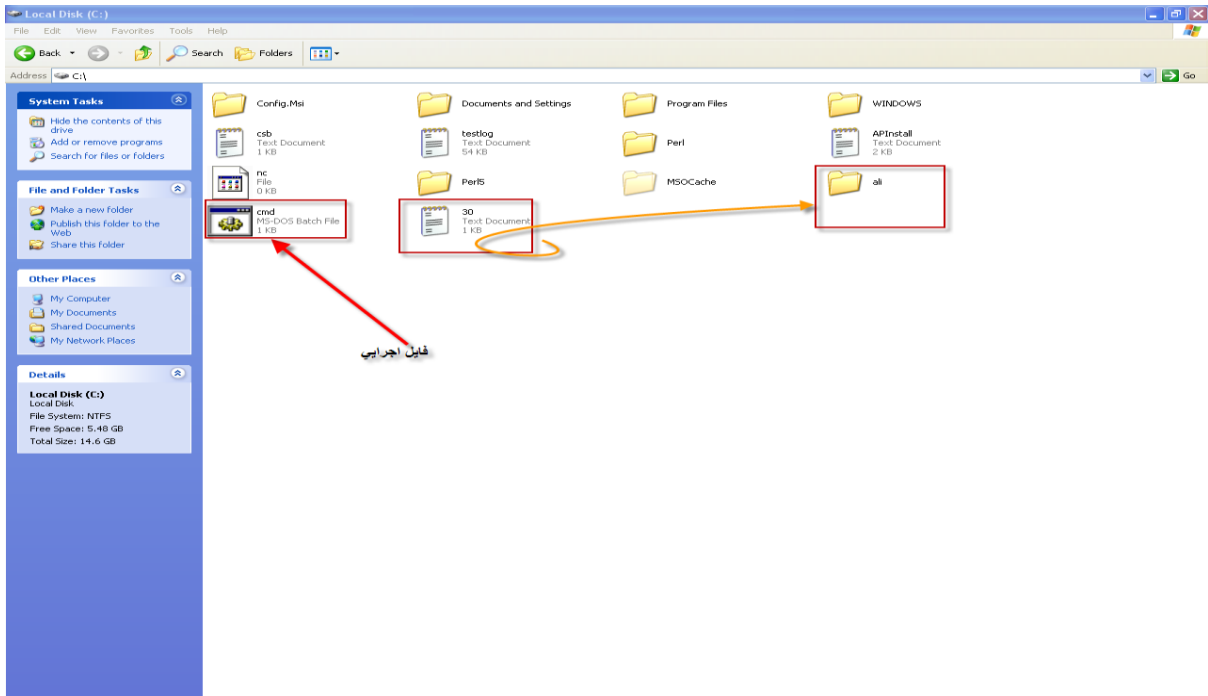 Local Disk (C:)
File Edit View Favorites Tools Help
Back Search Folders
Address C:\ Go
System Tasks
Hide the contents of this
drive
Add or remove programs
Search for files or folders
File and Folder Tasks
Make a new folder
Publish this folder to the
Web
Share this folder
Other Places
My Computer
My Documents
Shared Documents
My Network Places
Details
Local Disk (C:)
Local Disk
File System: NTFS
Free Space: 5.48 GB
Total Size: 14.6 GB
Config.Msi
Documents and Settings
Program Files
WINDOWS
csb
Text Document
1 KB
testlog
Text Document
54 KB
Perl
APInstall
Text Document
2 KB
nc
File
0 KB
Perl5
MSOCache
ali
cmd
MS-DOS Batch File
1 KB
30
Text Document
1 KB
فايل اجرايي